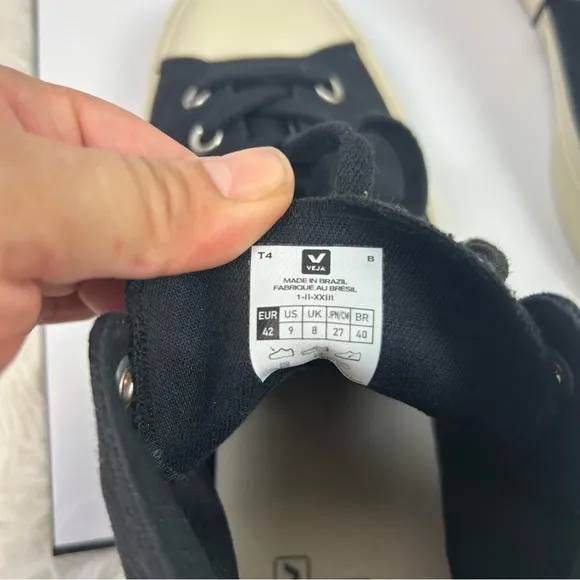 T4
B
VEJA
MADE IN BRAZIL
FABRIQUÉ AU BRÉSIL
1-II-XXIII
EUR US UK JPN/CM BR
42 9 8 27 40